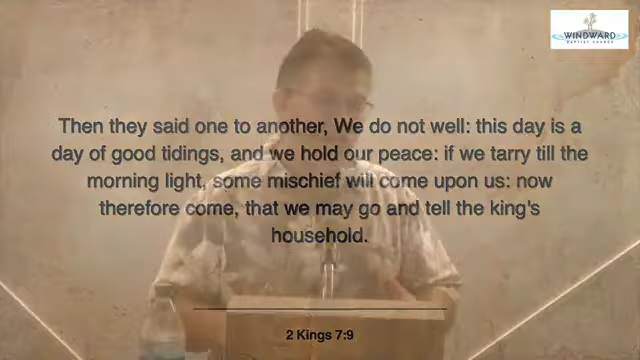 WINDWARD
BAPTIST CHURCH
Then they said one to another, We do not well: this day is a
day of good tidings, and we hold our peace: if we tarry till the
morning light, some mischief will come upon us: now
therefore come, that we may go and tell the king's
household.
2 Kings 7:9